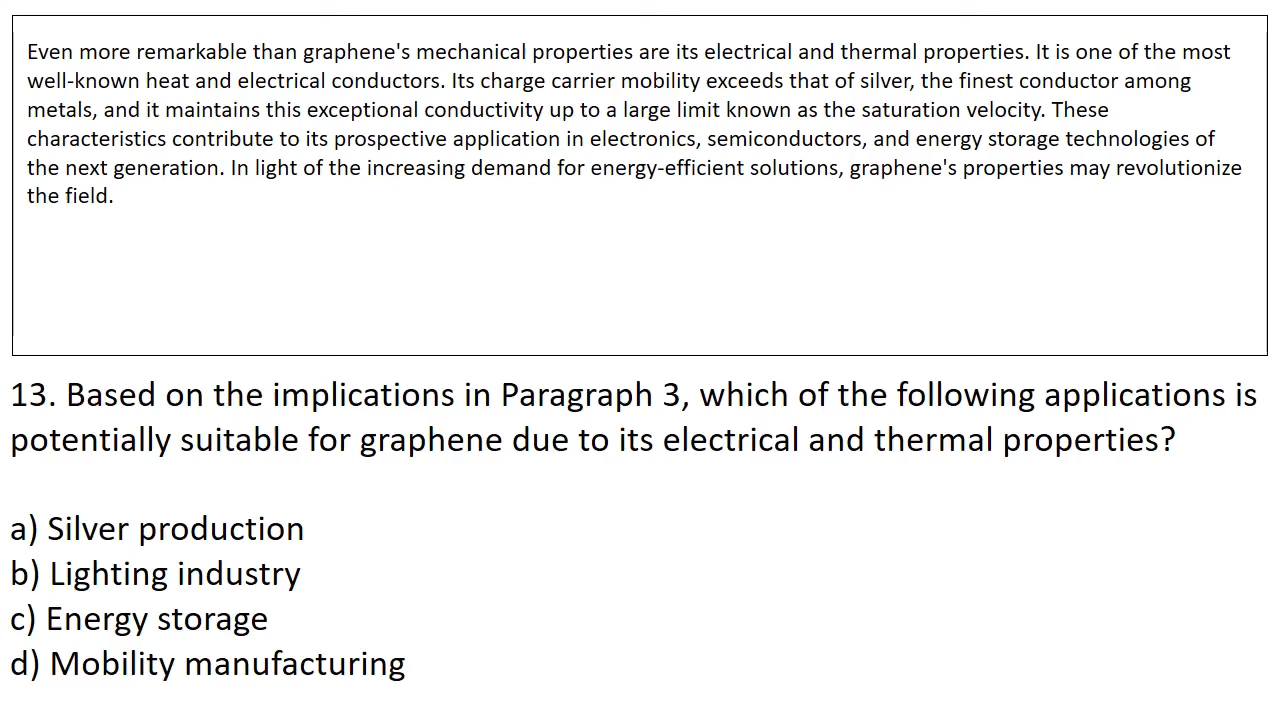 Even more remarkable than graphene's mechanical properties are its electrical and thermal properties. It is one of the most
well-known heat and electrical conductors. Its charge carrier mobility exceeds that of silver, the finest conductor among
metals, and it maintains this exceptional conductivity up to a large limit known as the saturation velocity. These
characteristics contribute to its prospective application in electronics, semiconductors, and energy storage technologies of
the next generation. In light of the increasing demand for energy-efficient solutions, graphene's properties may revolutionize
the field.
13. Based on the implications in Paragraph 3, which of the following applications is
potentially suitable for graphene due to its electrical and thermal properties?
a) Silver production
b) Lighting industry
c) Energy storage
d) Mobility manufacturing